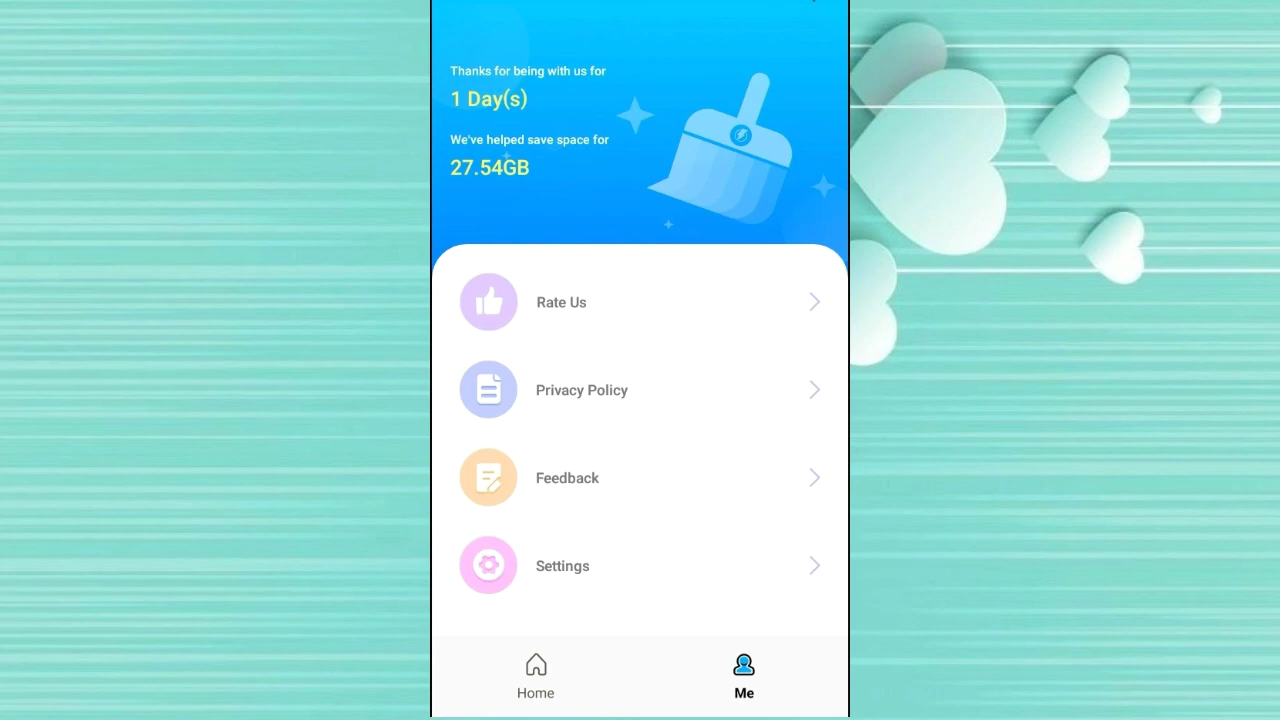 Thanks for being with us for
1 Day(s)
We've helped save space for
27.54GB
Rate Us
Privacy Policy
Feedback
Settings
Home
Me